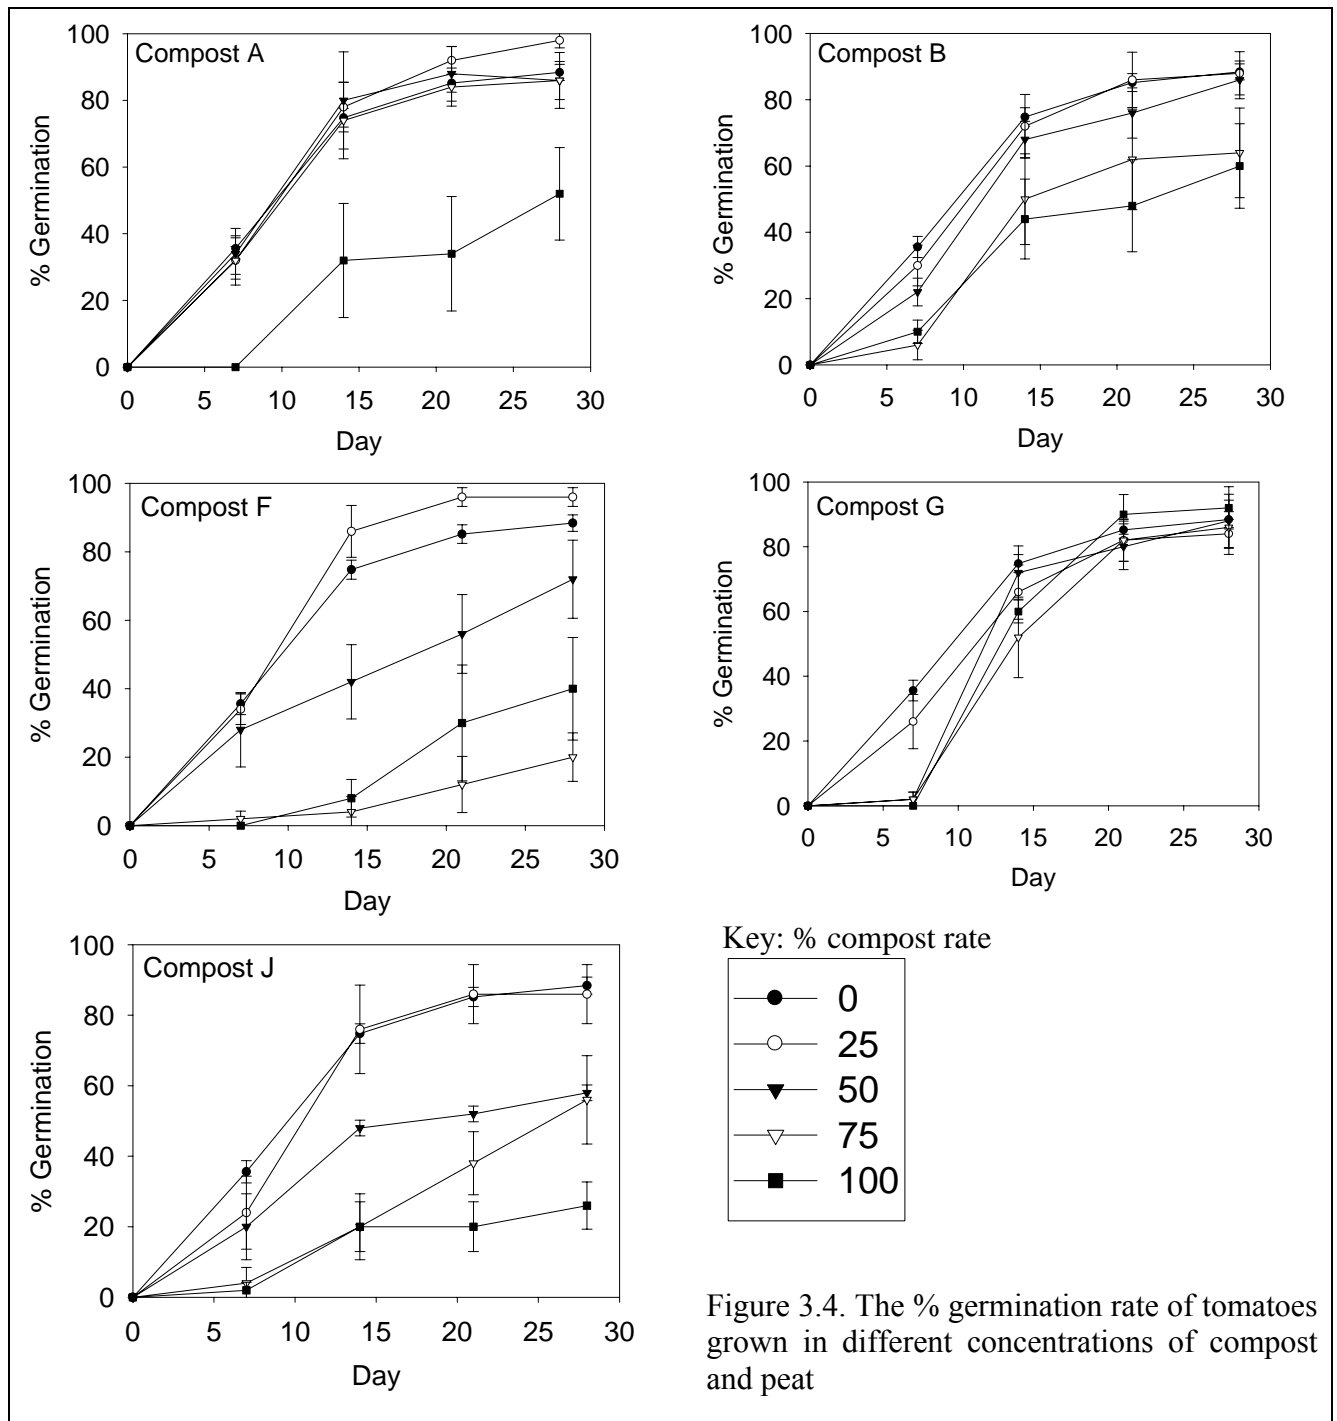 Compost A
100
80
60
40
20
0
% Germination
0 5 10 15 20 25 30
Day
Compost B
100
80
60
40
20
0
% Germination
0 5 10 15 20 25 30
Day
Compost F
100
80
60
40
20
0
% Germination
0 5 10 15 20 25 30
Day
Compost G
100
80
60
40
20
0
% Germination
0 5 10 15 20 25 30
Day
Compost J
100
80
60
40
20
0
% Germination
0 5 10 15 20 25 30
Day
Key: % compost rate
0
25
50
75
100
Figure 3.4. The % germination rate of tomatoes
grown in different concentrations of compost
and peat